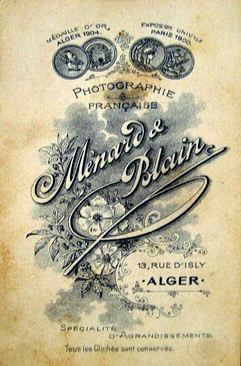 MÉDAILLE D'OR, EXPOSON UNIVLLE
ALGER 1904. PARIS 1900.
PHOTOGRAPHIE
FRANÇAISE
Ménard &
Blain,
13, RUE D'ISLY
·ALGER·
SPÉCIALITÉ
D'AGRANDISSEMENTS.
Tous les Clichés sont conservés.